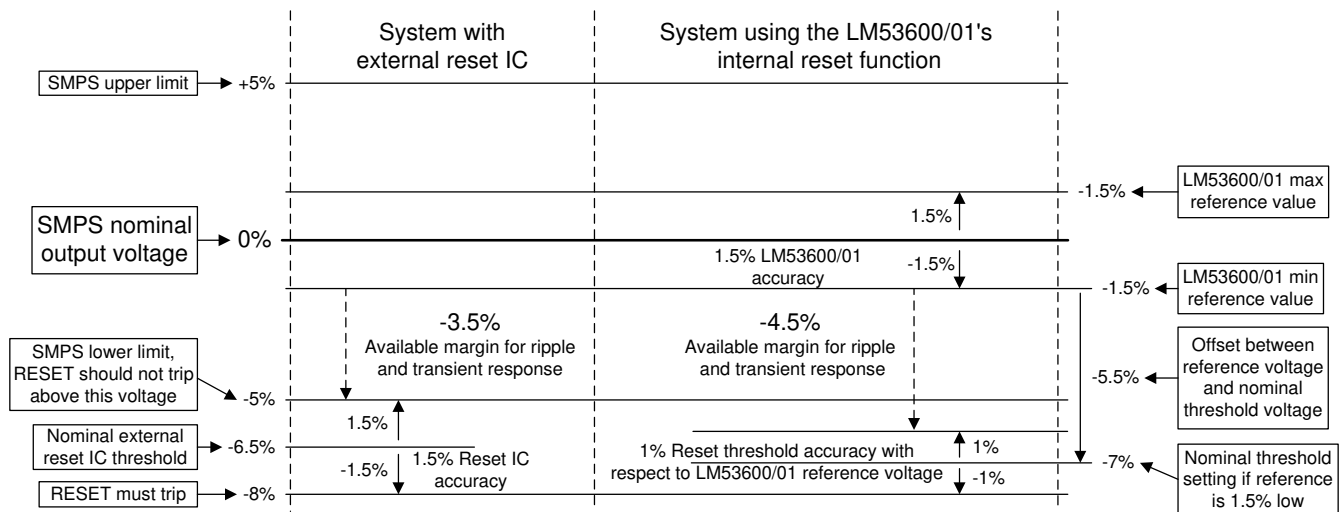 System with
external reset IC
System using the LM53600/01's
internal reset function
SMPS upper limit
+5%
-1.5%
LM53600/01 max
reference value
1.5%
SMPS nominal
output voltage
0%
1.5% LM53600/01
accuracy
-1.5%
-1.5%
LM53600/01 min
reference value
-3.5%
Available margin for ripple
and transient response
-4.5%
Available margin for ripple
and transient response
SMPS lower limit,
RESET should not trip
above this voltage
-5%
-5.5%
Offset between
reference voltage
and nominal
threshold voltage
1.5%
Nominal external
reset IC threshold
-6.5%
-1.5%
1.5% Reset IC
accuracy
1% Reset threshold accuracy with
respect to LM53600/01 reference voltage
1%
-1%
-7%
Nominal threshold
setting if reference
is 1.5% low
RESET must trip
-8%